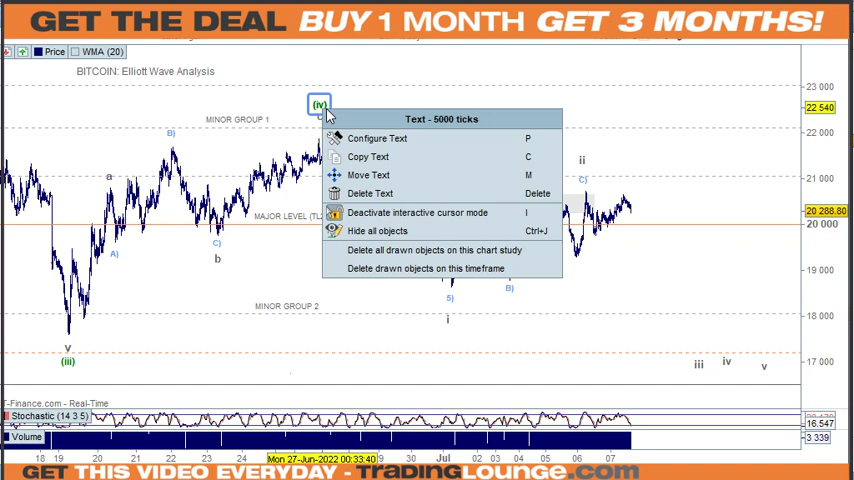 GET THE DEAL BUY 1 MONTH GET 3 MONTHS!
Price WMA (20)
BITCOIN: Elliott Wave Analysis
23 000
(iv)
22 540
MINOR GROUP 1
Text - 5000 ticks
22 000
B)
Configure Text P
Copy Text C
ii
a
Move Text M
C)
21 000
Delete Text Delete
Deactivate interactive cursor mode I
20 288.80
MAJOR LEVEL (TL2
Hide all objects Ctrl+J
C)
A)
b
Delete all drawn objects on this chart study
Delete drawn objects on this timeframe
19 000
B)
5)
MINOR GROUP 2
i
18 000
v
(iii)
iii iv v
17 000
T-Finance.com - Real-Time
Stochastic (14 3 5)
16.547
Volume
3 339
18 19 20 21 22 23 24 Mon 27-Jun-2022 00:33:40 Jul 02 03 05 06 07
GET THIS VIDEO EVERYDAY - TRADINGLOUNGE.com